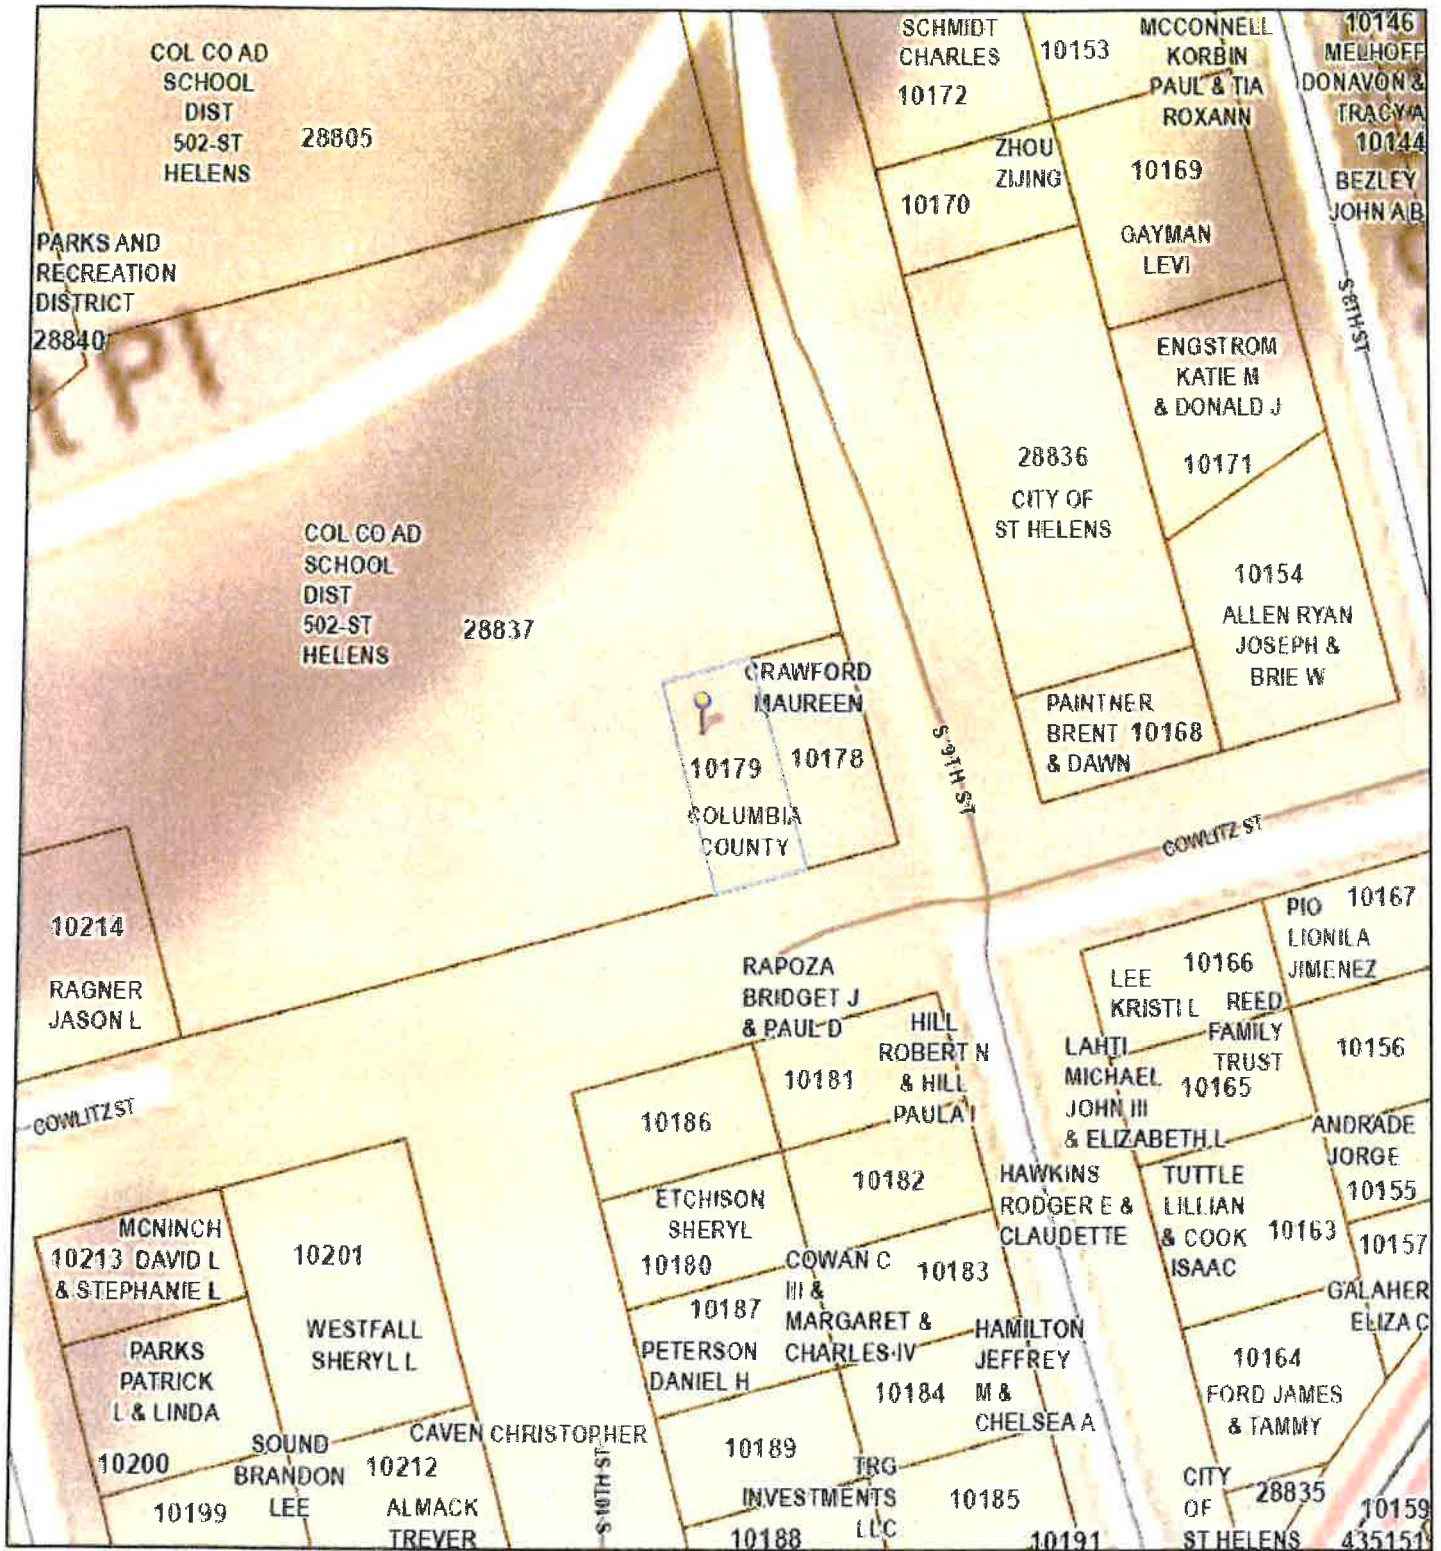 COL CO AD
SCHOOL
DIST
502-ST
HELENS
28805
SCHMIDT
CHARLES
10172
10153
MCCONNELL
KORBIN
PAUL & TIA
ROXANN
10146
MELHOFF
DONAVON &
TRACY A
10144
BEZLEY
JOHN A B
ZHOU
ZIJING
10170
10169
GAYMAN
LEVI
PARKS AND
RECREATION
DISTRICT
28840
t Pl
S 8TH ST
ENGSTROM
KATIE M
& DONALD J
10171
28836
CITY OF
ST HELENS
COL CO AD
SCHOOL
DIST
502-ST
HELENS
28837
10154
ALLEN RYAN
JOSEPH &
BRIE W
CRAWFORD
MAUREEN
10178
10179
COLUMBIA
COUNTY
PAINTNER
BRENT 10168
& DAWN
S 9TH ST
COWLITZ ST
10214
RAGNER
JASON L
PIO
LIONILA
JIMENEZ
10167
LEE
KRISTI L
10166
REED
FAMILY
TRUST
10156
RAPOZA
BRIDGET J
& PAUL D
10181
HILL
ROBERT N
& HILL
PAULA I
LAHTI
MICHAEL
JOHN III
& ELIZABETH L
10165
COWLITZ ST
10186
10182
ANDRADE
JORGE
10155
ETCHISON
SHERYL
10180
HAWKINS
RODGER E &
CLAUDETTE
TUTTLE
LILLIAN
& COOK
ISAAC
10163
10157
MCNINCH
10213 DAVID L
& STEPHANIE L
10201
WESTFALL
SHERYL L
COWAN C
III &
MARGARET &
CHARLES IV
10183
GALAHER
ELIZA C
10187
PETERSON
DANIEL H
HAMILTON
JEFFREY
M &
CHELSEA A
10184
10164
FORD JAMES
& TAMMY
PARKS
PATRICK
L & LINDA
10200
SOUND
BRANDON
LEE
CAVEN CHRISTOPHER
10212
10189
10199
ALMACK
TREVER
S 10TH ST
TRG
INVESTMENTS
LLC
10185
10188
10191
CITY
OF
ST HELENS
28835
10159
435151